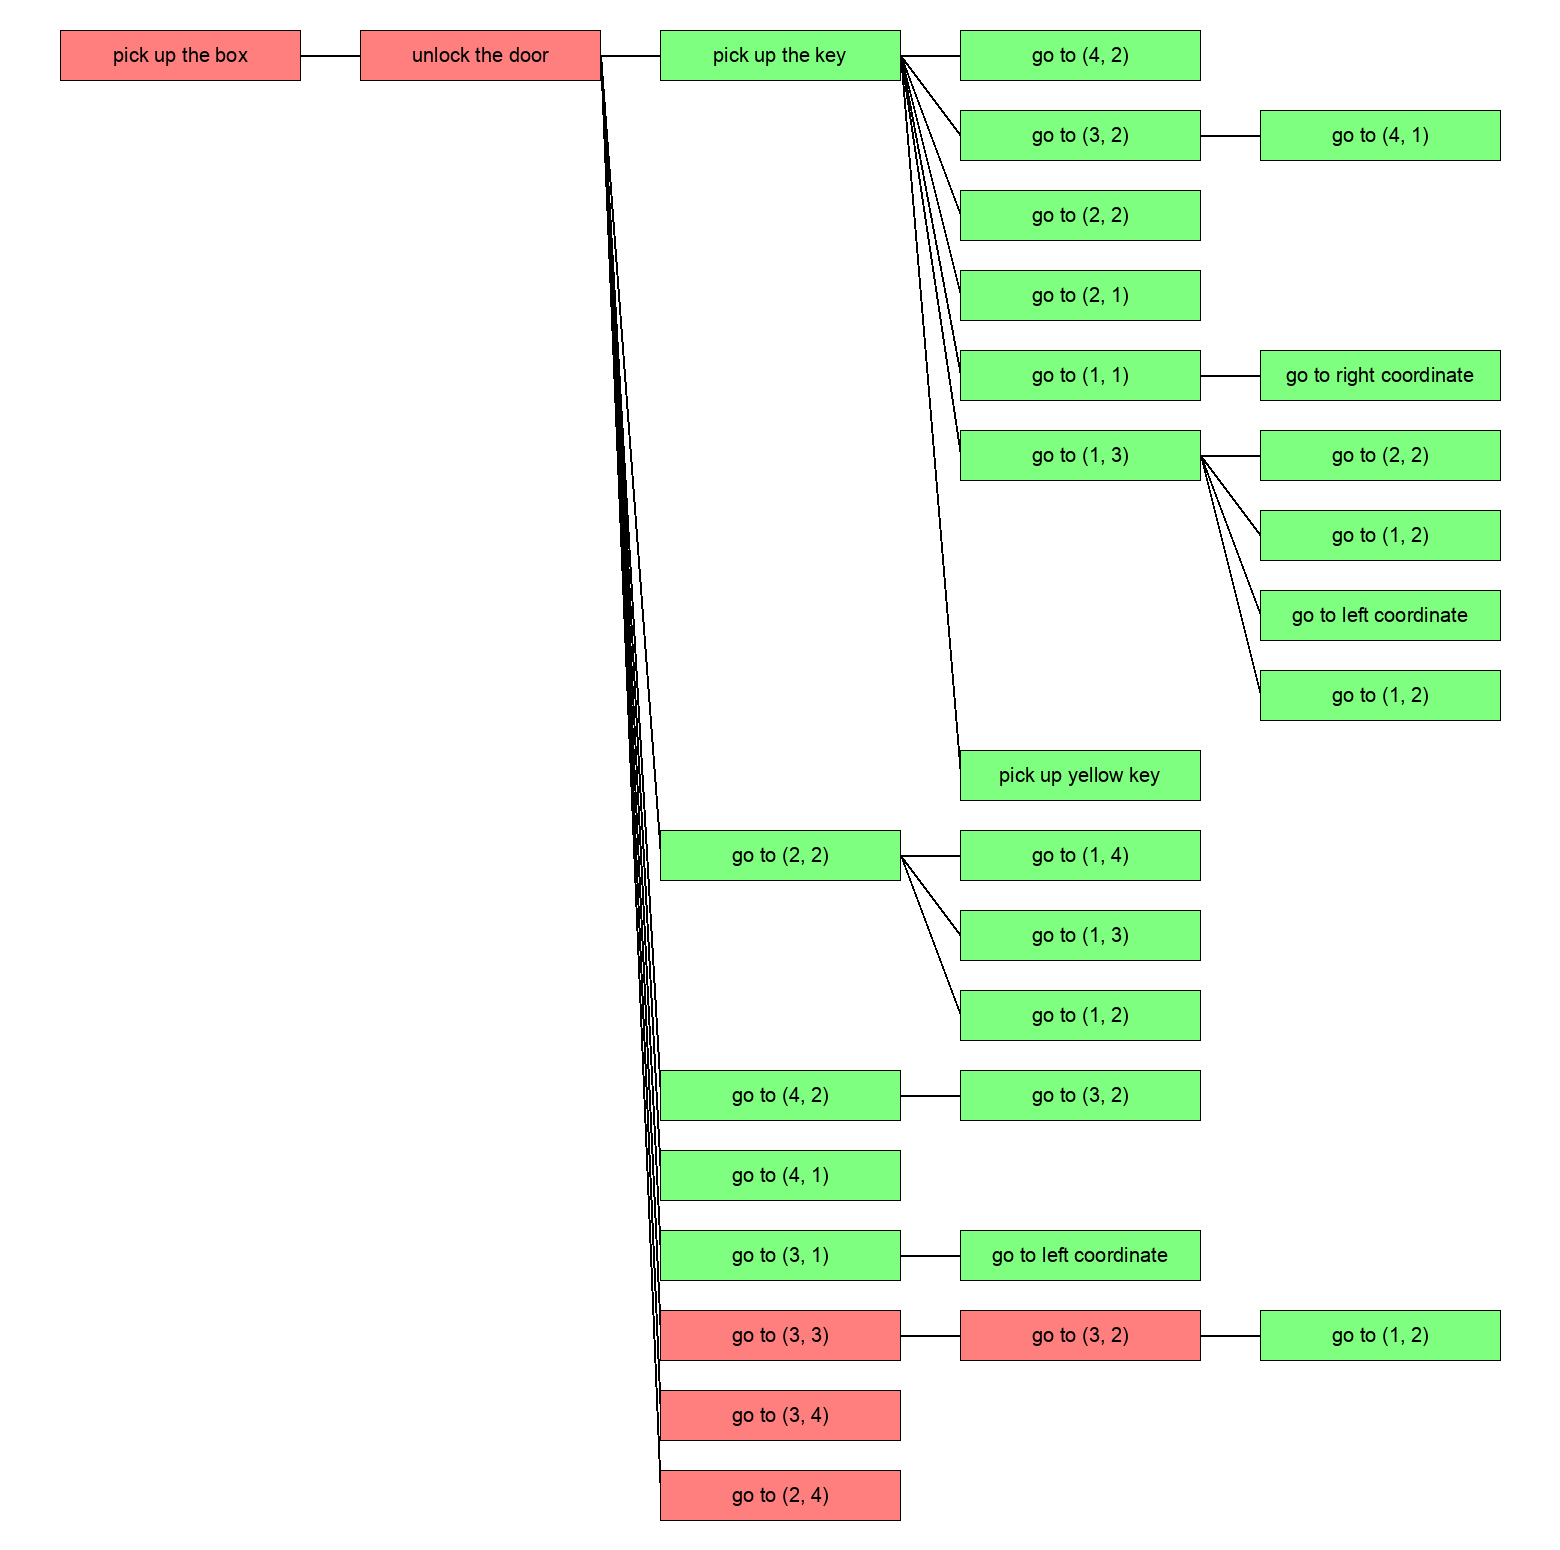 pick up the box
unlock the door
pick up the key
go to (4, 2)
go to (3, 2)
go to (4, 1)
go to (2, 2)
go to (2, 1)
go to (1, 1)
go to right coordinate
go to (1, 3)
go to (2, 2)
go to (1, 2)
go to left coordinate
go to (1, 2)
pick up yellow key
go to (2, 2)
go to (1, 4)
go to (1, 3)
go to (1, 2)
go to (4, 2)
go to (3, 2)
go to (4, 1)
go to (3, 1)
go to left coordinate
go to (3, 3)
go to (3, 2)
go to (1, 2)
go to (3, 4)
go to (2, 4)